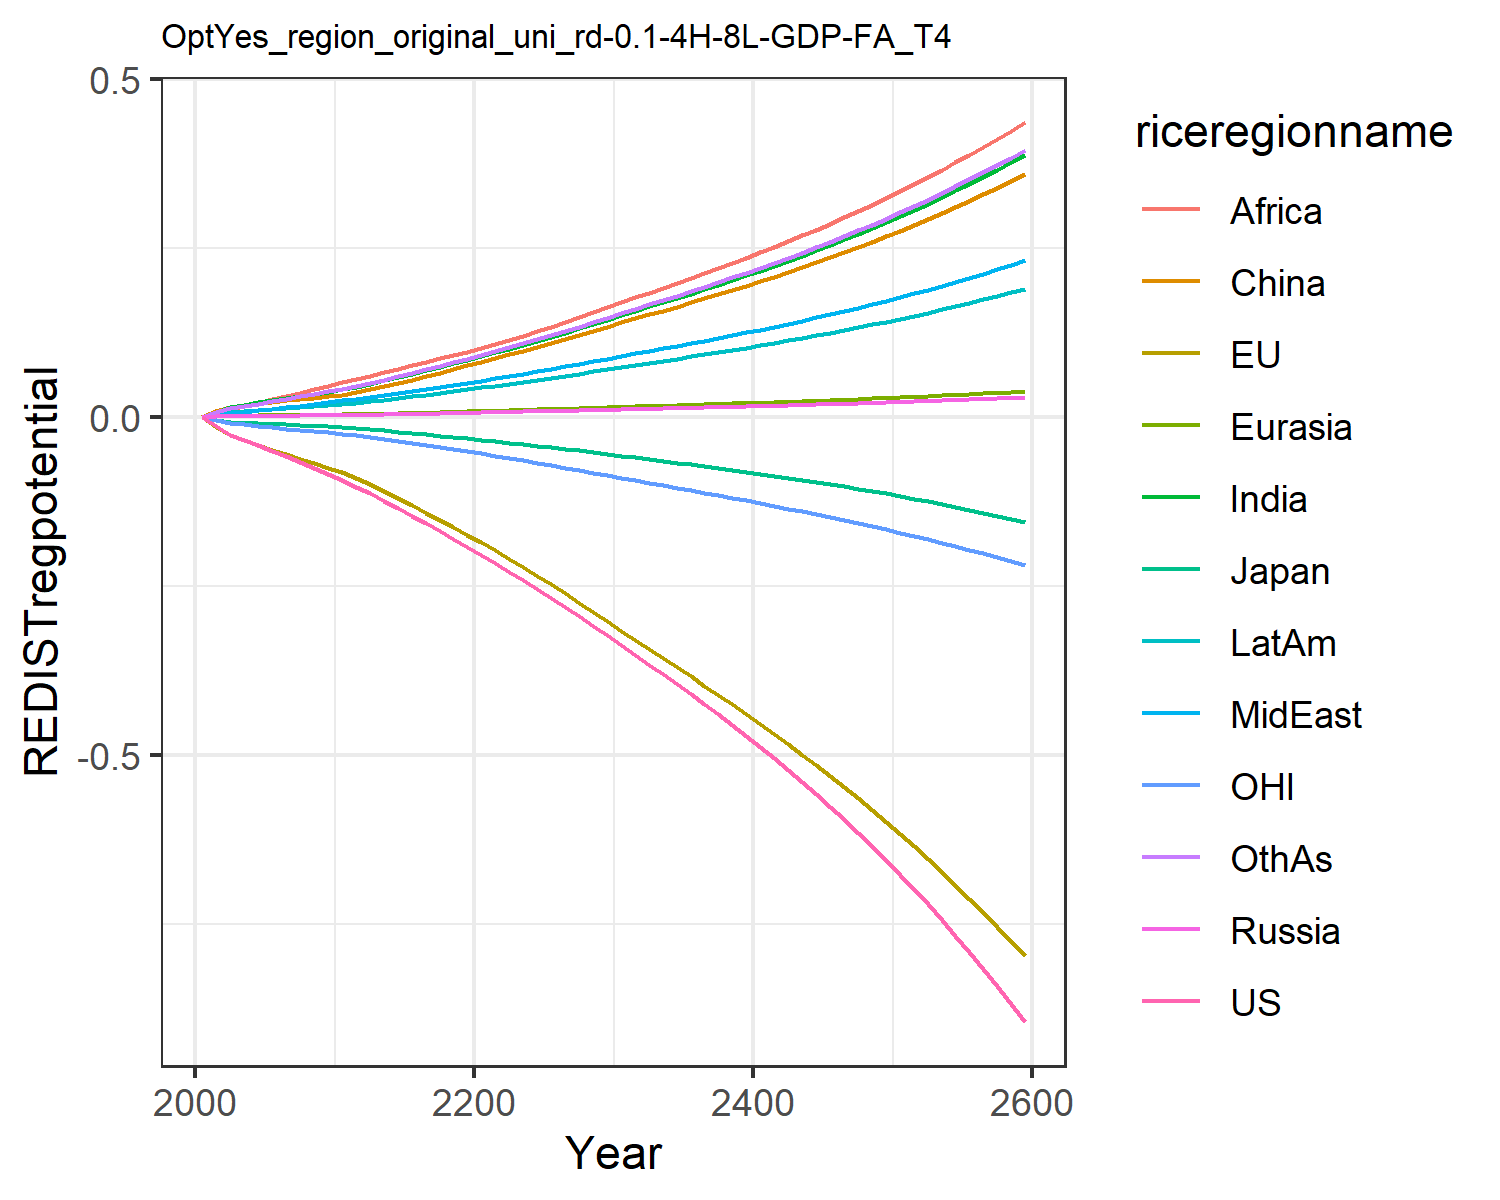 OptYes_region_original_uni_rd-0.1-4H-8L-GDP-FA_T4
0.5
0.0
-0.5
REDISTregpotential
2000
2200
2400
2600
Year
riceregionname
Africa
China
EU
Eurasia
India
Japan
LatAm
MidEast
OHI
OthAs
Russia
US